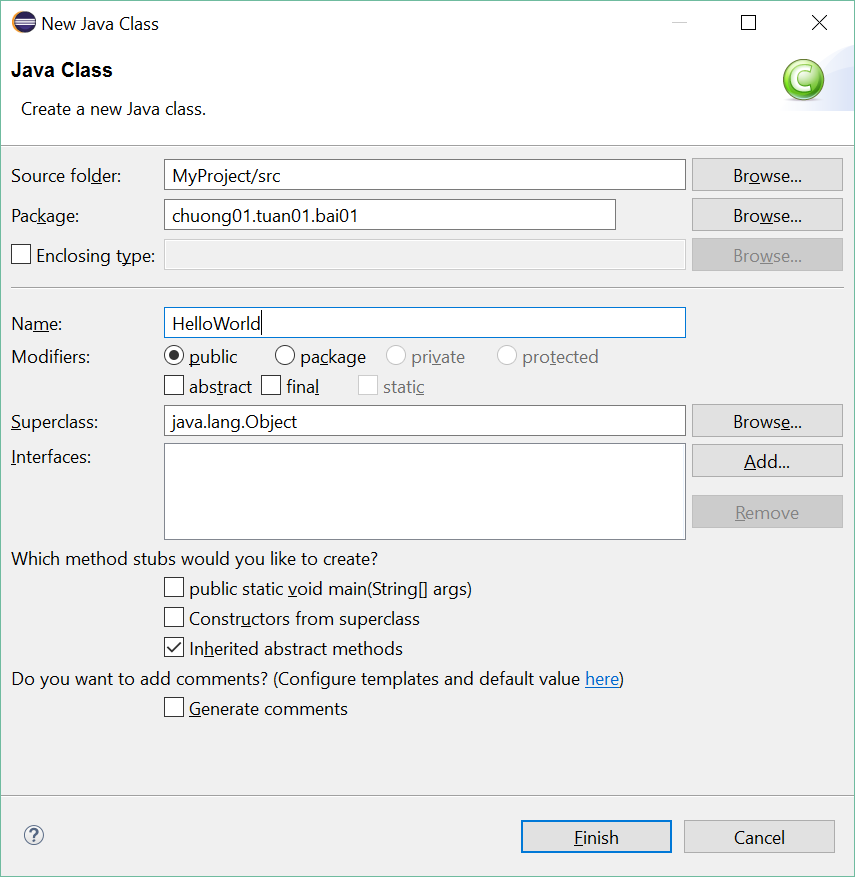 New Java Class
Java Class
Create a new Java class.
Source folder: MyProject/src Browse...
Package: chuong01.tuan01.bai01 Browse...
Enclosing type: Browse...
Name: HelloWorld
Modifiers: public package private protected
abstract final static
Superclass: java.lang.Object Browse...
Interfaces: Add...
Remove
Which method stubs would you like to create?
public static void main(String[] args)
Constructors from superclass
Inherited abstract methods
Do you want to add comments? (Configure templates and default value here)
Generate comments
? Finish Cancel